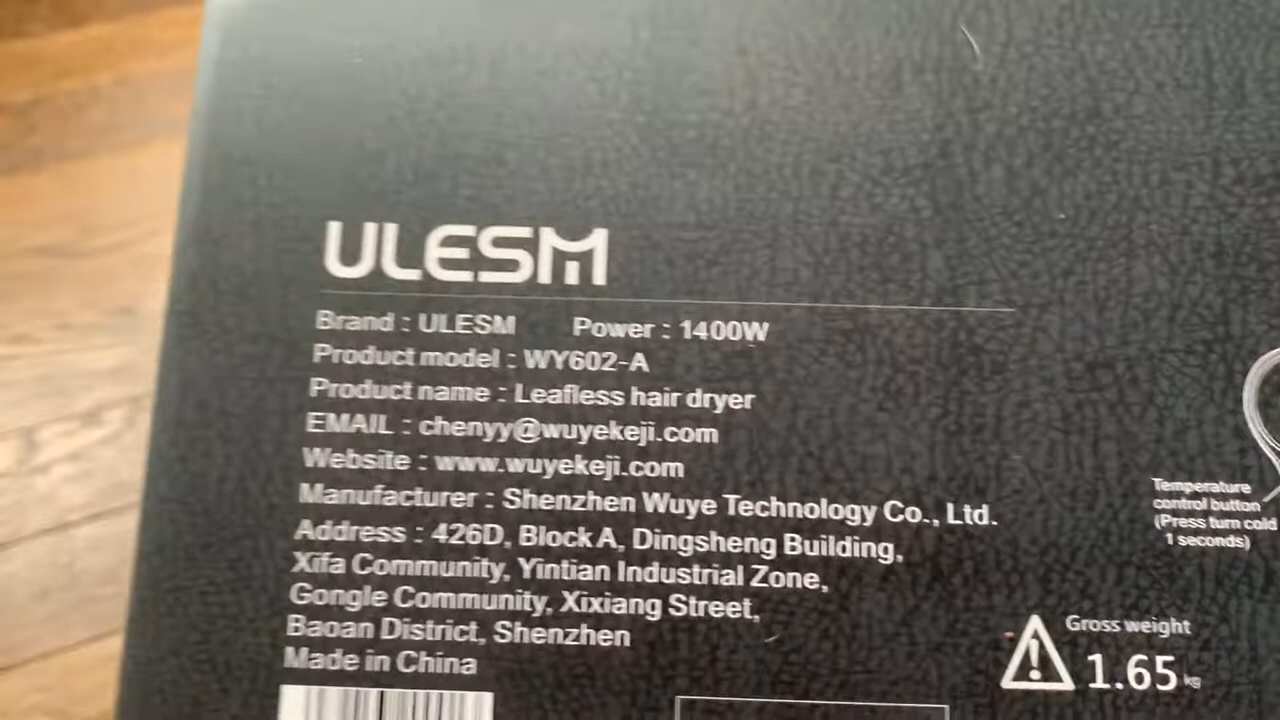 ULESM
Brand : ULESM Power : 1400W
Product model : WY602-A
Product name : Leafless hair dryer
EMAIL : chenyy@wuyekeji.com
Website : www.wuyekeji.com
Manufacturer : Shenzhen Wuye Technology Co., Ltd.
Address : 426D, Block A, Dingsheng Building,
Xifa Community, Yintian Industrial Zone,
Gongle Community, Xixiang Street,
Baoan District, Shenzhen
Made in China
Temperature
control button
(Press turn cold
1 seconds)
Gross weight
1.65 kg